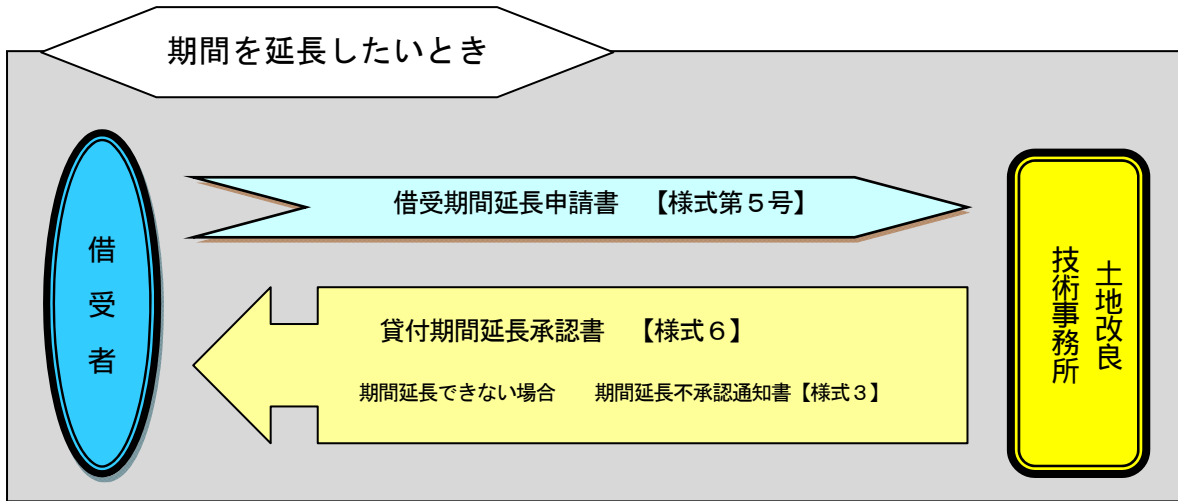 期間を延長したいとき
借受者
借受期間延長申請書　【様式第５号】
貸付期間延長承認書　【様式６】
期間延長できない場合　　期間延長不承認通知書【様式３】
土地改良
技術事務所